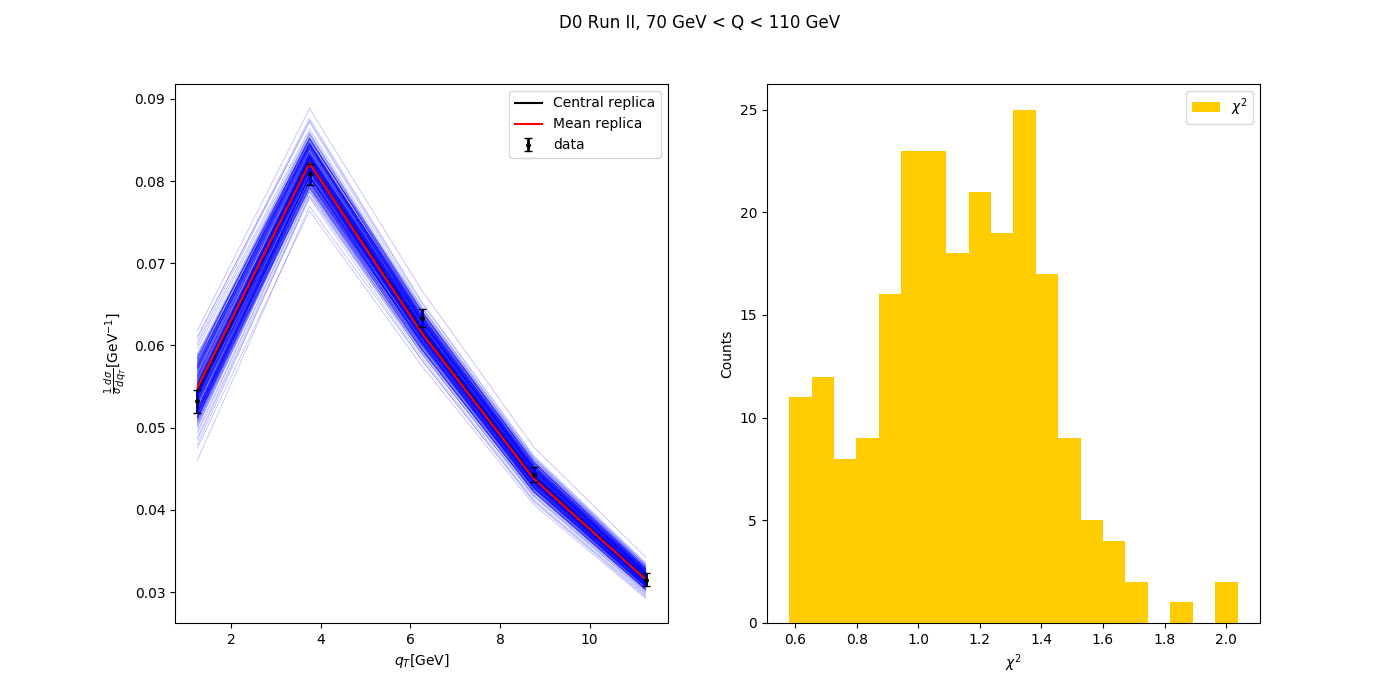 D0 Run II, 70 GeV < Q < 110 GeV
0.09
0.08
0.07
0.06
0.05
0.04
0.03
2
4
6
8
10
q_T[GeV]
\frac{1}{σ}\frac{dσ}{dq_T}[GeV⁻¹]
Central replica
Mean replica
data
25
20
15
10
5
0
0.6
0.8
1.0
1.2
1.4
1.6
1.8
2.0
χ²
Counts
χ²